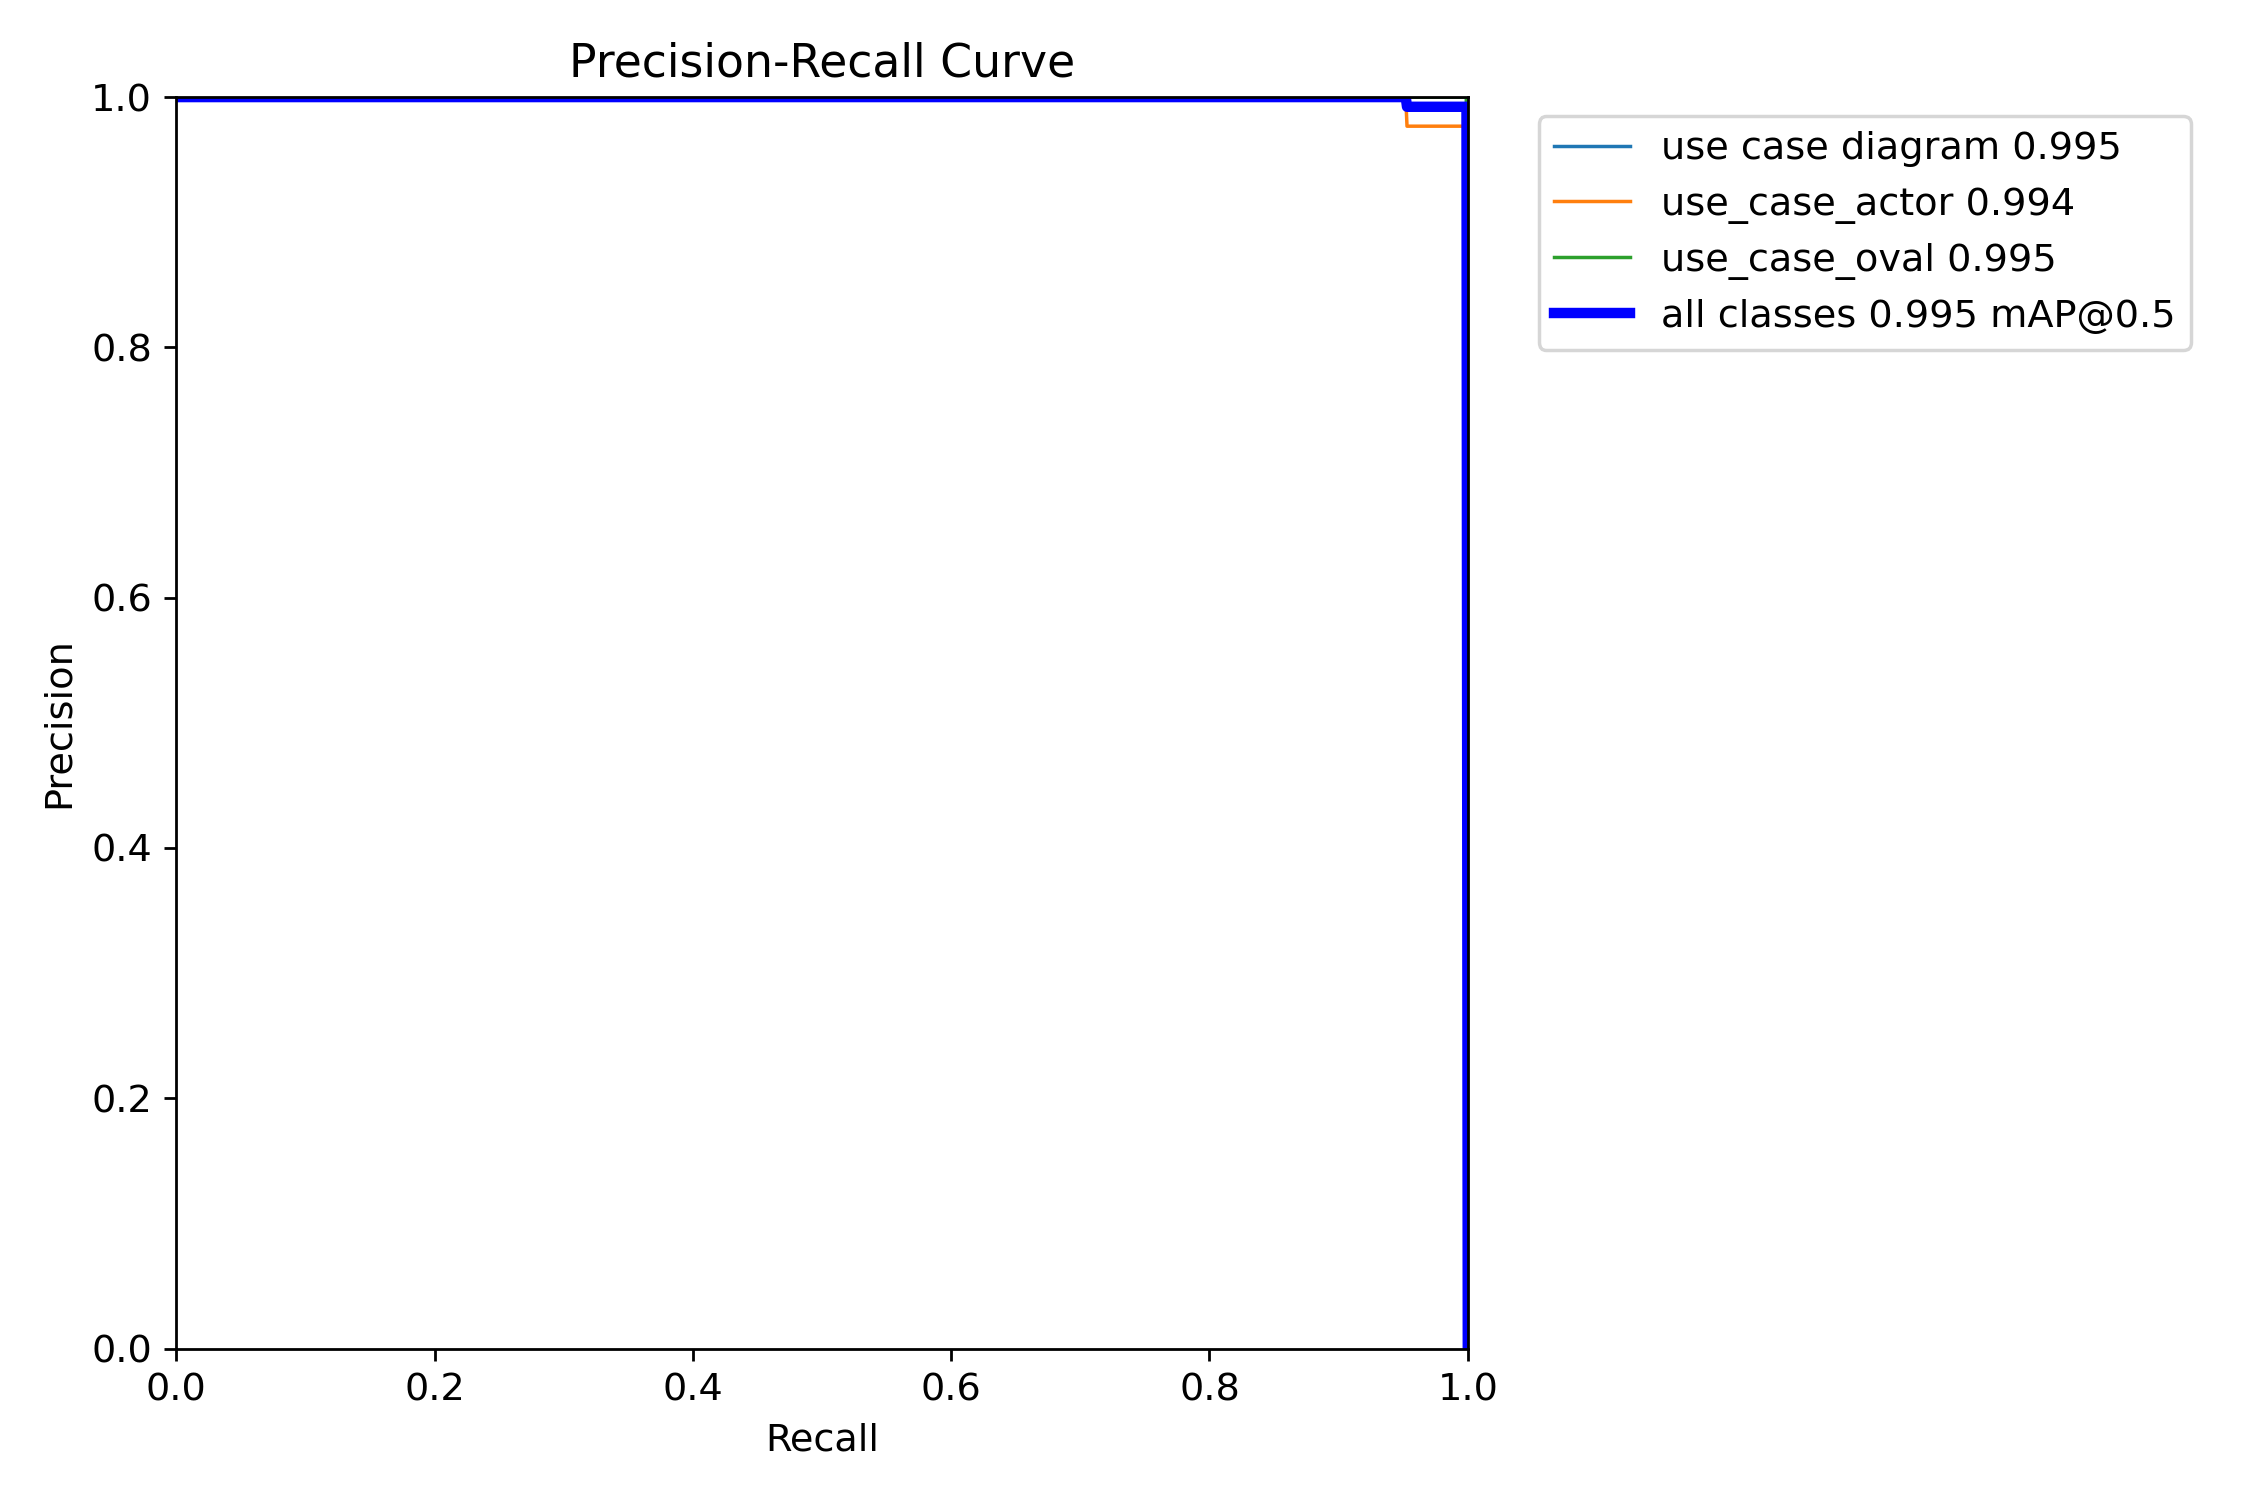 Precision-Recall Curve
1.0
0.8
0.6
0.4
0.2
0.0
Precision
0.0 0.2 0.4 0.6 0.8 1.0
Recall
use case diagram 0.995
use_case_actor 0.994
use_case_oval 0.995
all classes 0.995 mAP@0.5